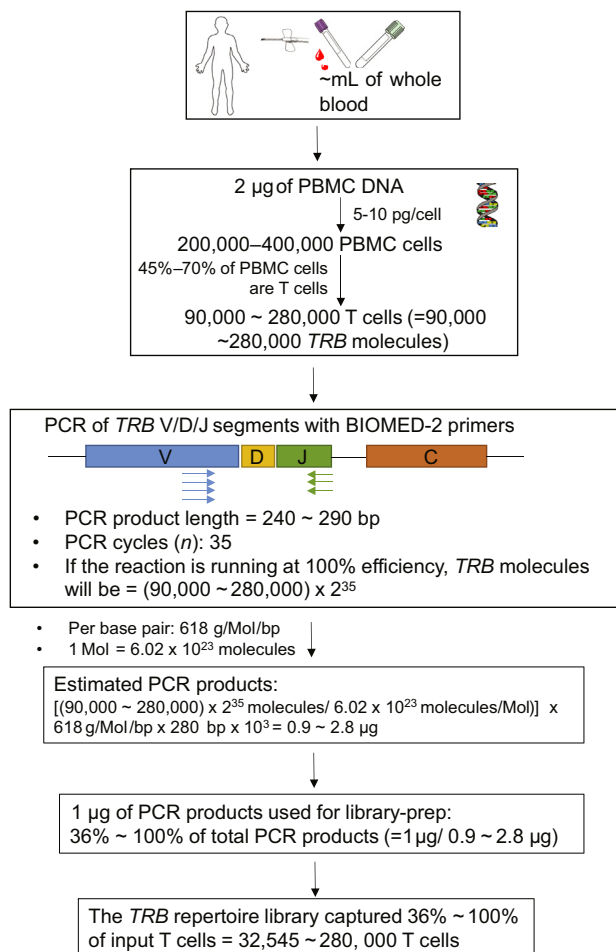 ~mL of whole
blood
2 µg of PBMC DNA
5-10 pg/cell
200,000–400,000 PBMC cells
45%–70% of PBMC cells
are T cells
90,000 ~ 280,000 T cells (=90,000
~280,000 TRB molecules)
PCR of TRB V/D/J segments with BIOMED-2 primers
V D J C
• PCR product length = 240 ~ 290 bp
• PCR cycles (n): 35
• If the reaction is running at 100% efficiency, TRB molecules
will be = (90,000 ~ 280,000) x 2³⁵
• Per base pair: 618 g/Mol/bp
• 1 Mol = 6.02 x 10²³ molecules
Estimated PCR products:
[(90,000 ~ 280,000) x 2³⁵ molecules/ 6.02 x 10²³ molecules/Mol)] x
618 g/Mol/bp x 280 bp x 10³ = 0.9 ~ 2.8 µg
1 µg of PCR products used for library-prep:
36% ~ 100% of total PCR products (=1µg/ 0.9 ~ 2.8 µg)
The TRB repertoire library captured 36% ~ 100%
of input T cells = 32,545 ~ 280, 000 T cells